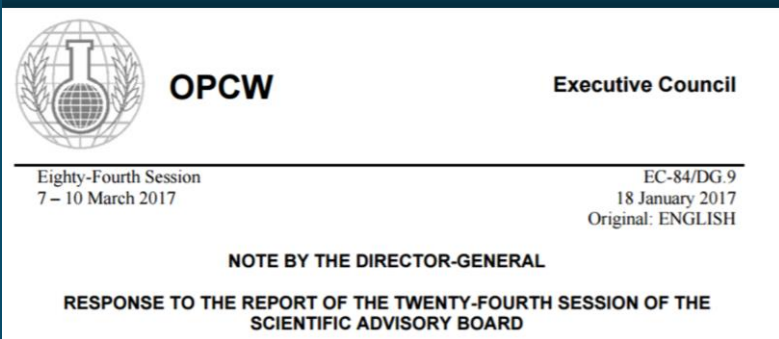 OPCW
Executive Council
Eighty-Fourth Session
EC-84/DG.9
7 – 10 March 2017
18 January 2017
Original: ENGLISH
NOTE BY THE DIRECTOR-GENERAL
RESPONSE TO THE REPORT OF THE TWENTY-FOURTH SESSION OF THE
SCIENTIFIC ADVISORY BOARD